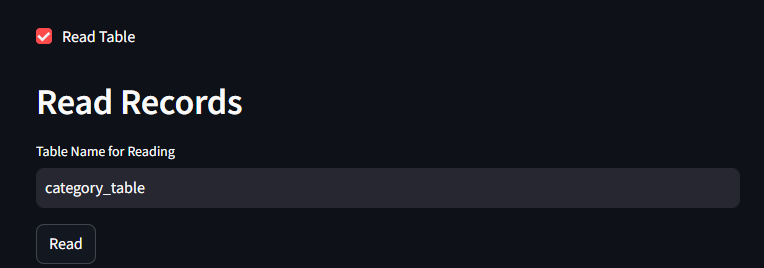 Read Table
Read Records
Table Name for Reading
category_table
Read